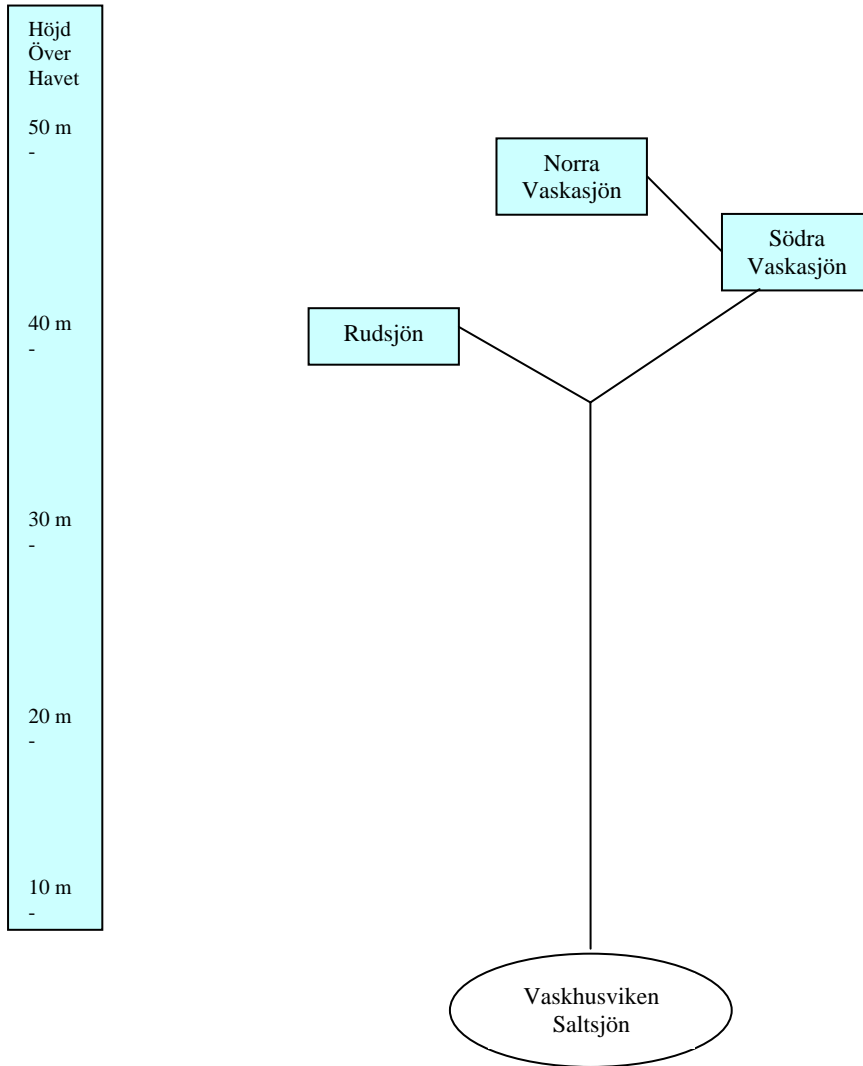 Höjd
Över
Havet
50 m
-
40 m
-
30 m
-
20 m
-
10 m
-
Norra
Vaskasjön
Södra
Vaskasjön
Rudsjön
Vaskhusviken
Saltsjön